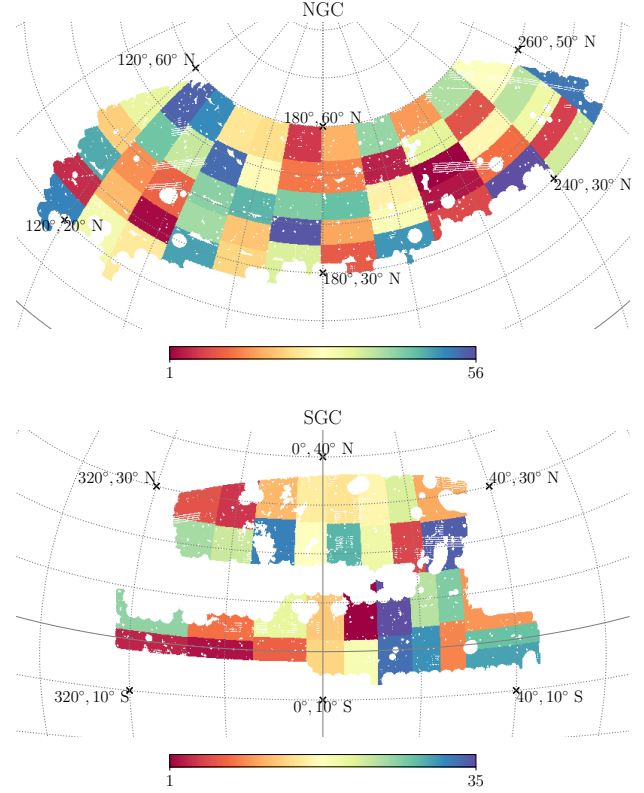 NGC
260°, 50° N
120°, 60° N
180°, 60° N
240°, 30° N
120°, 20° N
180°, 30° N
1
56
SGC
0°, 40° N
320°, 30° N
40°, 30° N
320°, 10° S
40°, 10° S
0°, 10° S
1
35